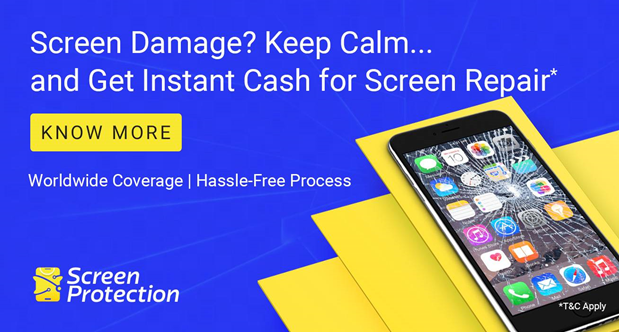 Screen Damage? Keep Calm...
and Get Instant Cash for Screen Repair*
KNOW MORE
Worldwide Coverage | Hassle-Free Process
Screen
Protection
*T&C Apply